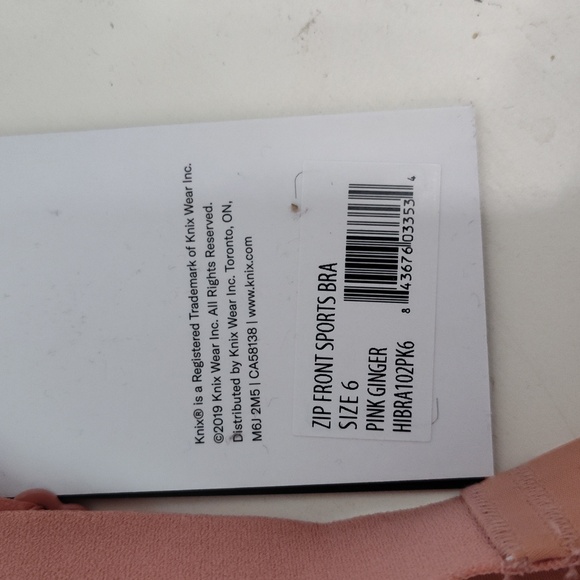 Knix® is a Registered Trademark of Knix Wear Inc.
©2019 Knix Wear Inc. All Rights Reserved.
Distributed by Knix Wear Inc. Toronto, ON,
M6J 2M5 | CA58138 | www.knix.com
ZIP FRONT SPORTS BRA
SIZE 6
PINK GINGER
HIBRA102PK6
8 43676 03353 4